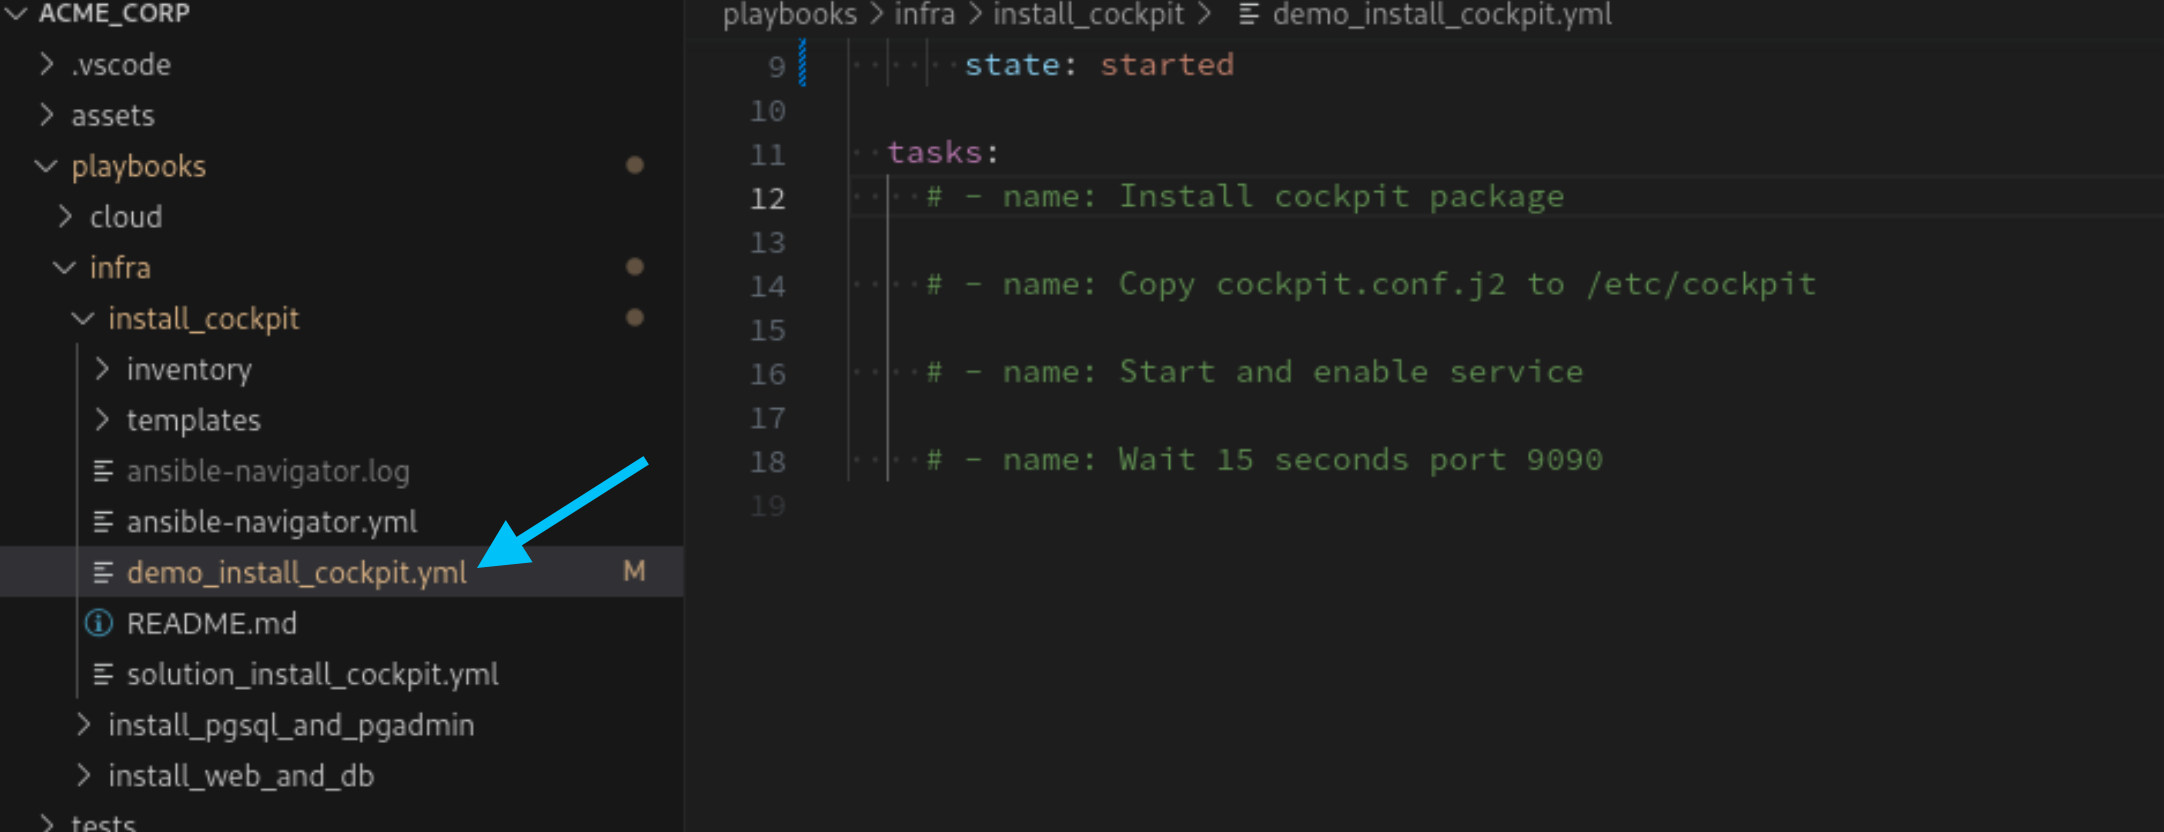 ACME_CORP
.vscode
assets
playbooks
cloud
infra
install_cockpit
inventory
templates
ansible-navigator.log
ansible-navigator.yml
demo_install_cockpit.yml M
README.md
solution_install_cockpit.yml
install_pgsql_and_pgadmin
install_web_and_db
tests
playbooks > infra > install_cockpit > demo_install_cockpit.yml
9 state: started
10
11 tasks:
12 # - name: Install cockpit package
13
14 # - name: Copy cockpit.conf.j2 to /etc/cockpit
15
16 # - name: Start and enable service
17
18 # - name: Wait 15 seconds port 9090
19